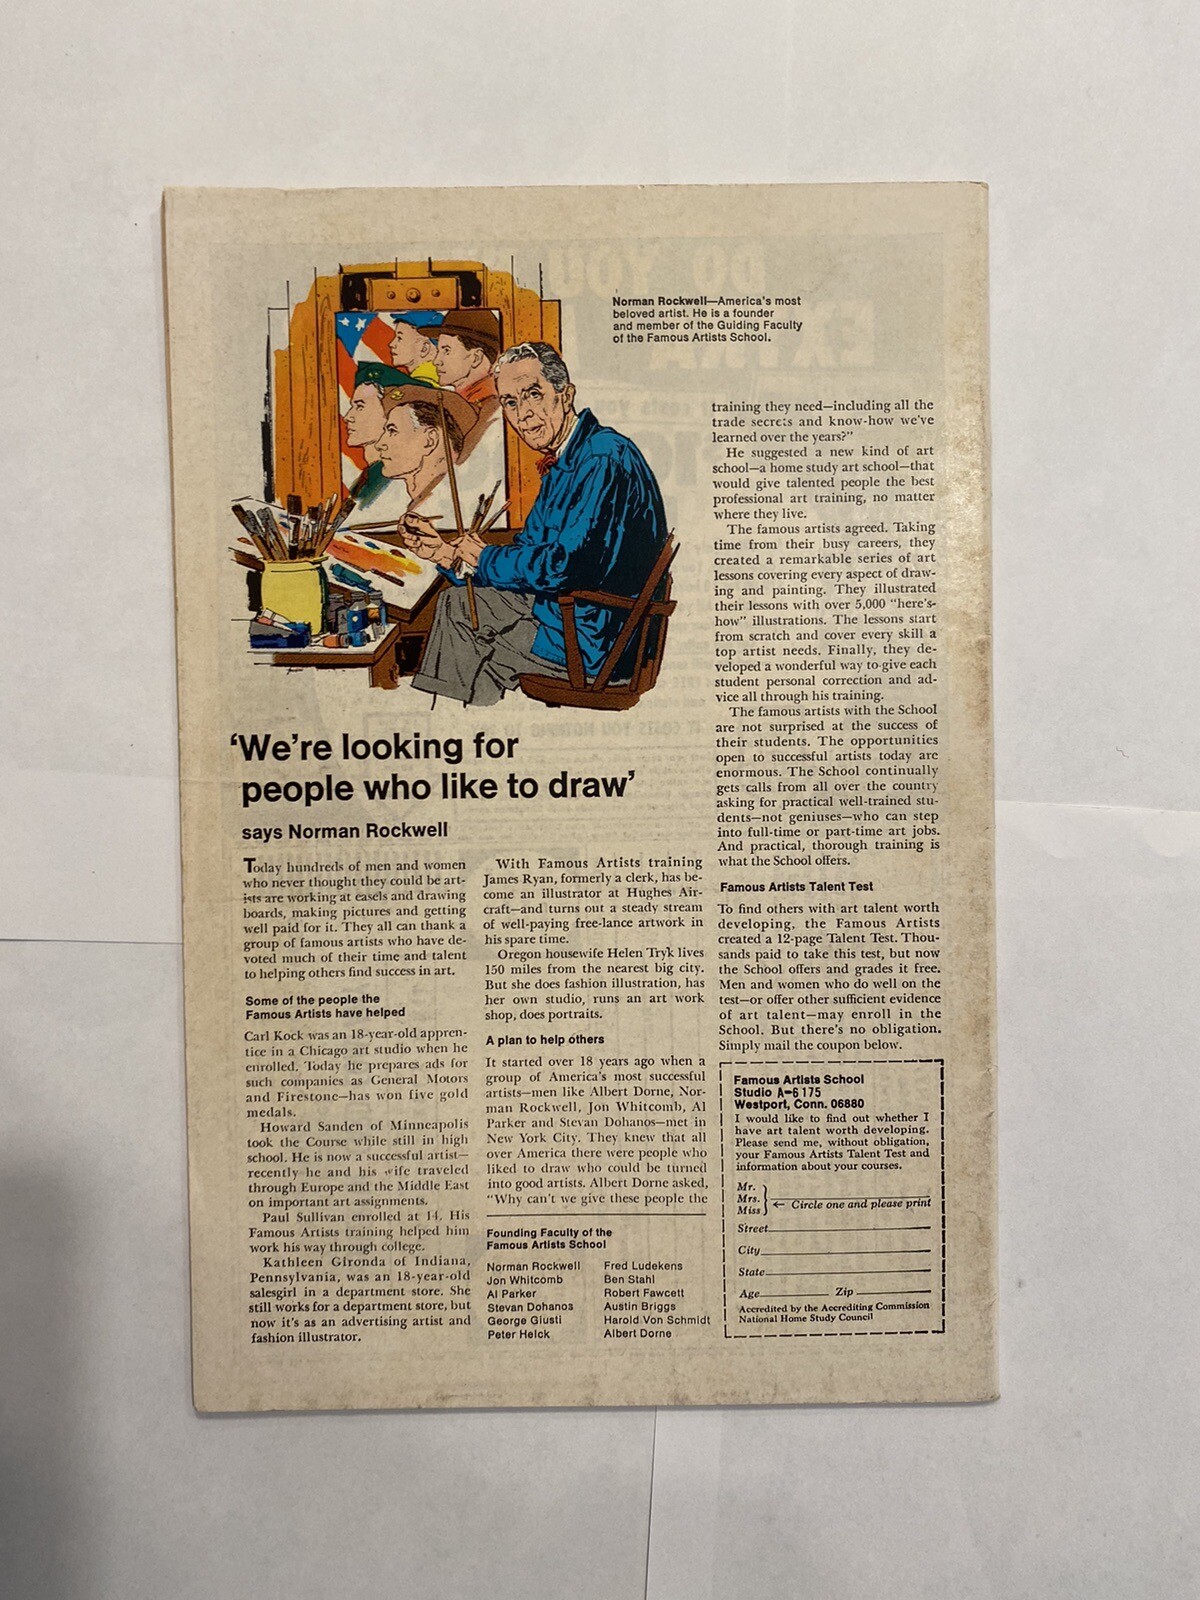 Norman Rockwell—America's most
beloved artist. He is a founder
and member of the Guiding Faculty
of the Famous Artists School.
'We're looking for
people who like to draw'
says Norman Rockwell
Today hundreds of men and women
who never thought they could be art-
ists are working at easels and drawing
boards, making pictures and getting
well paid for it. They all can thank a
group of famous artists who have de-
voted much of their time and talent
to helping others find success in art.
Some of the people the
Famous Artists have helped
Carl Kock was an 18-year-old appren-
tice in a Chicago art studio when he
enrolled. Today he prepares ads for
such companies as General Motors
and Firestone—has won five gold
medals.
Howard Sanden of Minneapolis
took the Course while still in high
school. He is now a successful artist—
recently he and his wife traveled
through Europe and the Middle East
on important art assignments.
Paul Sullivan enrolled at 14. His
Famous Artists training helped him
work his way through college.
Kathleen Gironda of Indiana,
Pennsylvania, was an 18-year-old
salesgirl in a department store. She
still works for a department store, but
now it's as an advertising artist and
fashion illustrator.
With Famous Artists training
James Ryan, formerly a clerk, has be-
come an illustrator at Hughes Air-
craft—and turns out a steady stream
of well-paying free-lance artwork in
his spare time.
Oregon housewife Helen Tryk lives
150 miles from the nearest big city.
But she does fashion illustration, has
her own studio, runs an art work
shop, does portraits.
A plan to help others
It started over 18 years ago when a
group of America's most successful
artists—men like Albert Dorne, Nor-
man Rockwell, Jon Whitcomb, Al
Parker and Stevan Dohanos—met in
New York City. They knew that all
over America there were people who
liked to draw who could be turned
into good artists. Albert Dorne asked,
"Why can't we give these people the
Founding Faculty of the
Famous Artists School
Norman Rockwell
Jon Whitcomb
Al Parker
Stevan Dohanos
George Giusti
Peter Helck
Fred Ludekens
Ben Stahl
Robert Fawcett
Austin Briggs
Harold Von Schmidt
Albert Dorne
training they need—including all the
trade secrets and know-how we've
learned over the years?"
He suggested a new kind of art
school—a home study art school—that
would give talented people the best
professional art training, no matter
where they live.
The famous artists agreed. Taking
time from their busy careers, they
created a remarkable series of art
lessons covering every aspect of draw-
ing and painting. They illustrated
their lessons with over 5,000 "here's-
how" illustrations. The lessons start
from scratch and cover every skill a
top artist needs. Finally, they de-
veloped a wonderful way to give each
student personal correction and ad-
vice all through his training.
The famous artists with the School
are not surprised at the success of
their students. The opportunities
open to successful artists today are
enormous. The School continually
gets calls from all over the country
asking for practical well-trained stu-
dents—not geniuses—who can step
into full-time or part-time art jobs.
And practical, thorough training is
what the School offers.
Famous Artists Talent Test
To find others with art talent worth
developing, the Famous Artists
created a 12-page Talent Test. Thou-
sands paid to take this test, but now
the School offers and grades it free.
Men and women who do well on the
test—or offer other sufficient evidence
of art talent—may enroll in the
School. But there's no obligation.
Simply mail the coupon below.
Famous Artists School
Studio A-6175
Westport, Conn. 06880
I would like to find out whether I
have art talent worth developing.
Please send me, without obligation,
your Famous Artists Talent Test and
information about your courses.
Mr.
Mrs.
Miss
← Circle one and please print
Street
City
State
Age Zip
Accredited by the Accrediting Commission
National Home Study Council